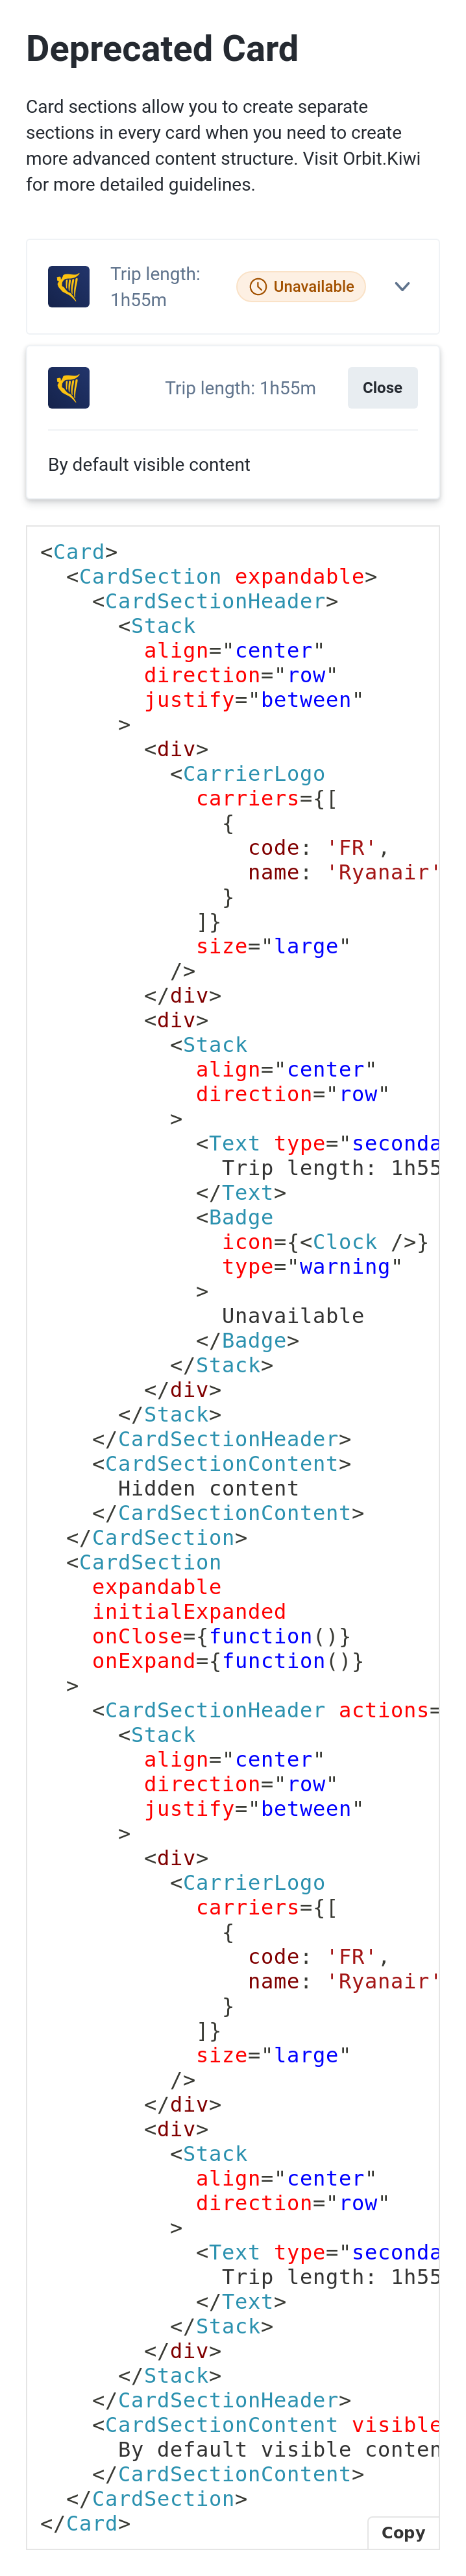 Deprecated Card
Card sections allow you to create separate
sections in every card when you need to create
more advanced content structure. Visit Orbit.Kiwi
for more detailed guidelines.
Trip length:
1h55m
Unavailable
Trip length: 1h55m
Close
By default visible content
<Card>
  <CardSection expandable>
    <CardSectionHeader>
      <Stack
        align="center"
        direction="row"
        justify="between"
      >
        <div>
          <CarrierLogo
            carriers={[
              {
                code: 'FR',
                name: 'Ryanair'
              }
            ]}
            size="large"
          />
        </div>
        <div>
          <Stack
            align="center"
            direction="row"
          >
            <Text type="seconda
              Trip length: 1h55
            </Text>
            <Badge
              icon={<Clock />}
              type="warning"
            >
              Unavailable
            </Badge>
          </Stack>
        </div>
      </Stack>
    </CardSectionHeader>
    <CardSectionContent>
      Hidden content
    </CardSectionContent>
  </CardSection>
  <CardSection
    expandable
    initialExpanded
    onClose={function()}
    onExpand={function()}
  >
    <CardSectionHeader actions=
      <Stack
        align="center"
        direction="row"
        justify="between"
      >
        <div>
          <CarrierLogo
            carriers={[
              {
                code: 'FR',
                name: 'Ryanair'
              }
            ]}
            size="large"
          />
        </div>
        <div>
          <Stack
            align="center"
            direction="row"
          >
            <Text type="seconda
              Trip length: 1h55
            </Text>
          </Stack>
        </div>
      </Stack>
    </CardSectionHeader>
    <CardSectionContent visible
      By default visible conten
    </CardSectionContent>
  </CardSection>
</Card>
Copy